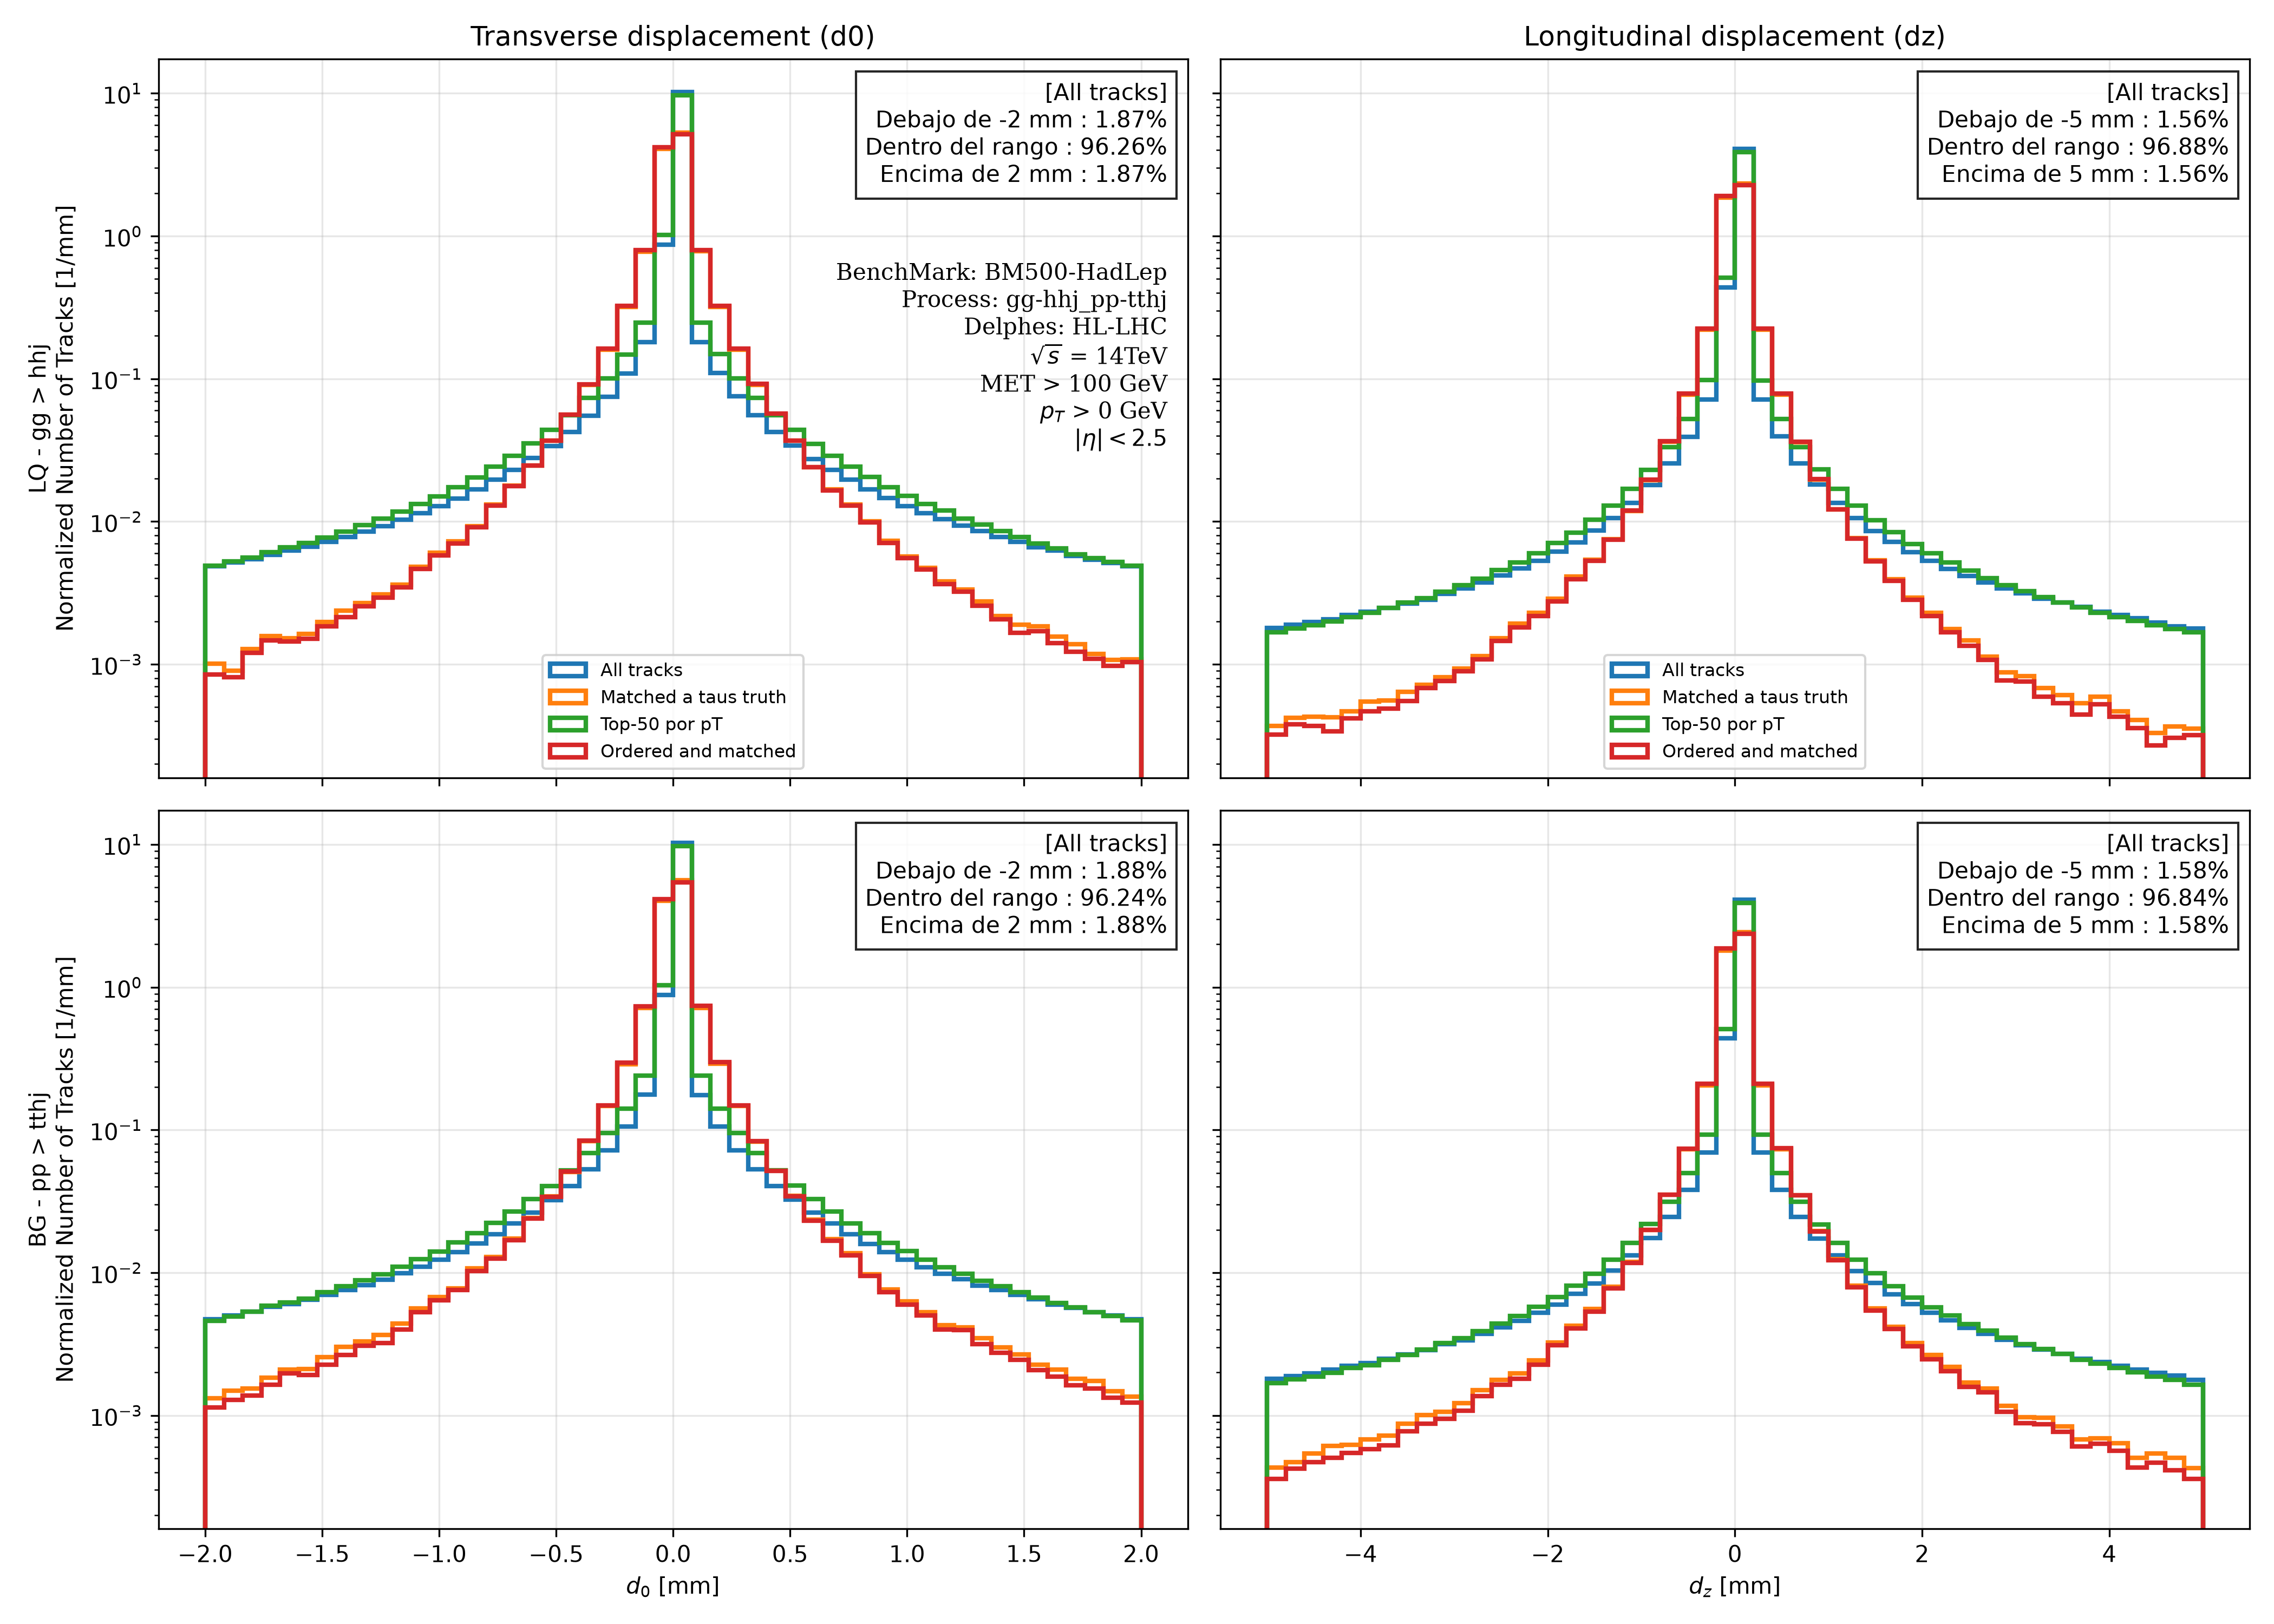 Transverse displacement (d0)
Longitudinal displacement (dz)
LQ - gg > hhj
Normalized Number of Tracks [1/mm]
10¹
10⁰
10⁻¹
10⁻²
10⁻³
[All tracks]
Debajo de -2 mm : 1.87%
Dentro del rango : 96.26%
Encima de 2 mm : 1.87%
BenchMark: BM500-HadLep
Process: gg-hhj_pp-tthj
Delphes: HL-LHC
√s = 14TeV
MET > 100 GeV
p_T > 0 GeV
|η| < 2.5
All tracks
Matched a taus truth
Top-50 por pT
Ordered and matched
[All tracks]
Debajo de -5 mm : 1.56%
Dentro del rango : 96.88%
Encima de 5 mm : 1.56%
All tracks
Matched a taus truth
Top-50 por pT
Ordered and matched
BG - pp > tthj
Normalized Number of Tracks [1/mm]
10¹
10⁰
10⁻¹
10⁻²
10⁻³
[All tracks]
Debajo de -2 mm : 1.88%
Dentro del rango : 96.24%
Encima de 2 mm : 1.88%
[All tracks]
Debajo de -5 mm : 1.58%
Dentro del rango : 96.84%
Encima de 5 mm : 1.58%
−2.0 −1.5 −1.0 −0.5 0.0 0.5 1.0 1.5 2.0
d₀ [mm]
−4 −2 0 2 4
d_z [mm]